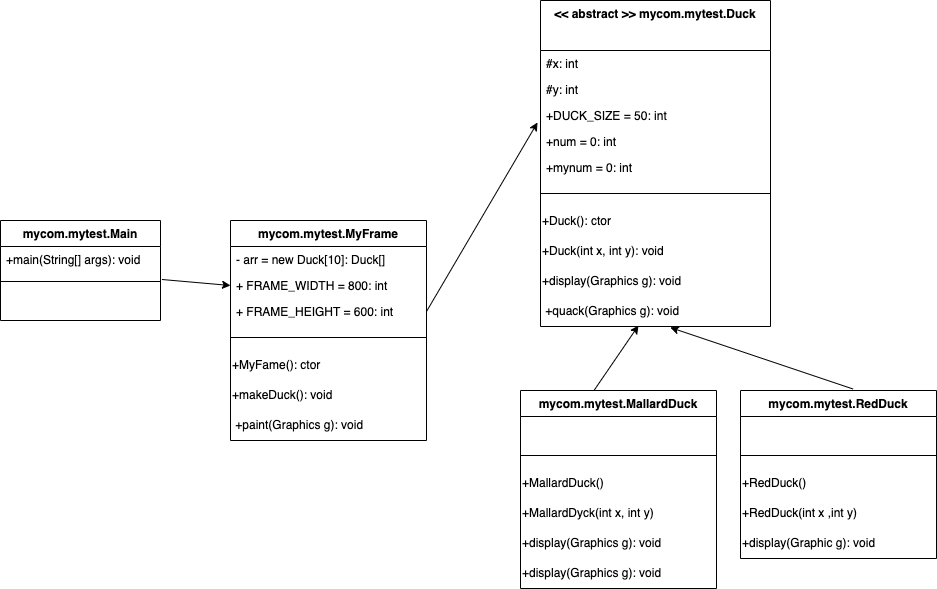 << abstract >> mycom.mytest.Duck
#x: int
#y: int
+DUCK_SIZE = 50: int
+num = 0: int
+mynum = 0: int
+Duck(): ctor
+Duck(int x, int y): void
+display(Graphics g): void
+quack(Graphics g): void
mycom.mytest.Main
+main(String[] args): void
mycom.mytest.MyFrame
- arr = new Duck[10]: Duck[]
+ FRAME_WIDTH = 800: int
+ FRAME_HEIGHT = 600: int
+MyFame(): ctor
+makeDuck(): void
+paint(Graphics g): void
mycom.mytest.MallardDuck
+MallardDuck()
+MallardDyck(int x, int y)
+display(Graphics g): void
+display(Graphics g): void
mycom.mytest.RedDuck
+RedDuck()
+RedDuck(int x ,int y)
+display(Graphic g): void